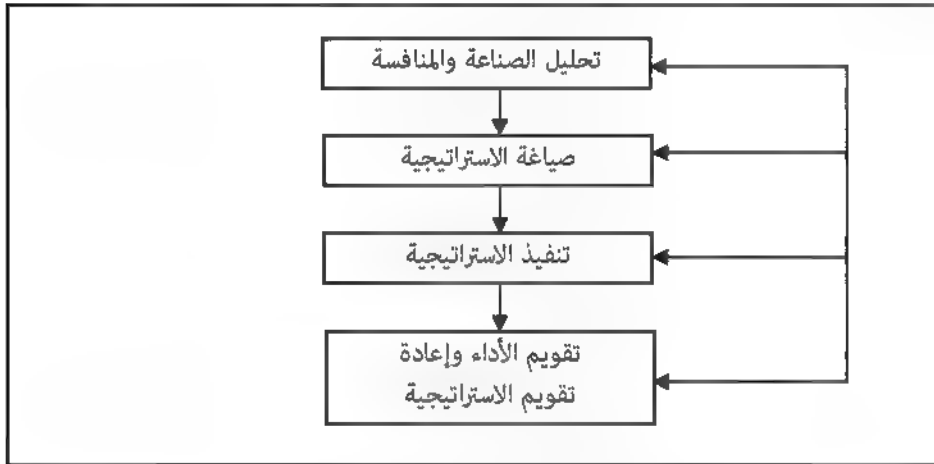 تحليل الصناعة والمنافسة
صياغة الاستراتيجية
تنفيذ الاستراتيجية
تقويم الأداء وإعادة
تقويم الاستراتيجية